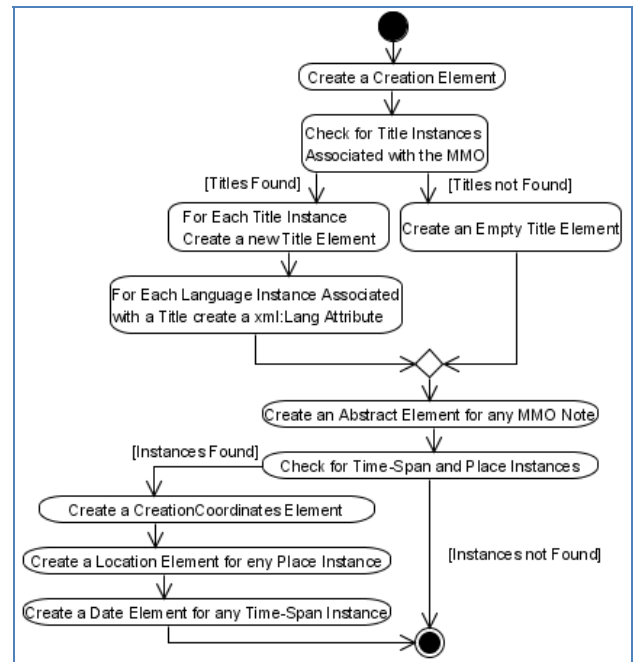 Create a Creation Element
Check for Title Instances
Associated with the MMO
[Titles Found]
[Titles not Found]
For Each Title Instance
Create a new Title Element
Create an Empty Title Element
For Each Language Instance Associated
with a Title create a xml:Lang Attribute
Create an Abstract Element for any MMO Note
[Instances Found]
Check for Time-Span and Place Instances
Create a CreationCoordinates Element
[Instances not Found]
Create a Location Element for eny Place Instance
Create a Date Element for any Time-Span Instance